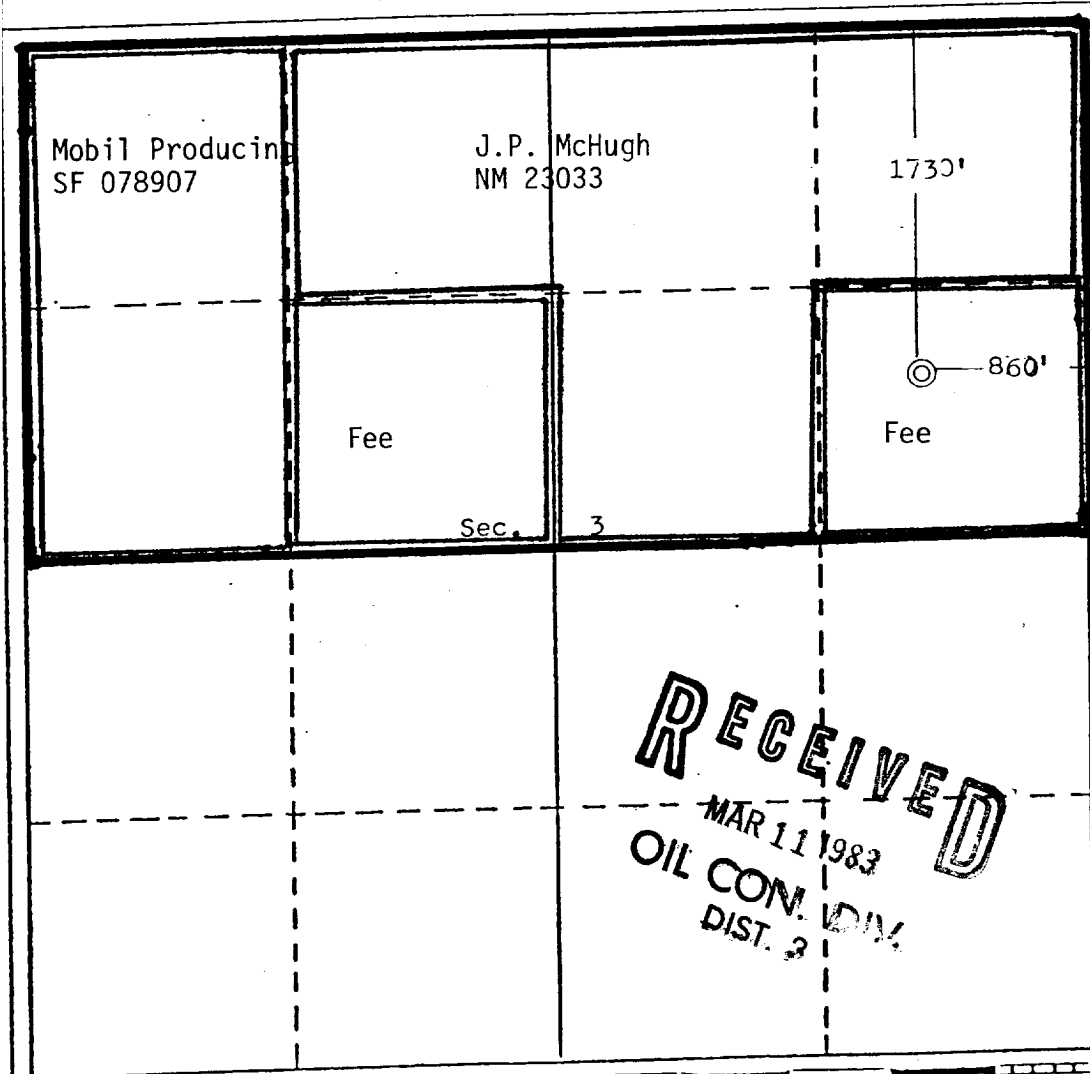 Mobil Producing
SF 078907
J.P. McHugh
NM 23033
1730'
860'
Fee
Fee
Sec. 3
RECEIVED
MAR 11 1983
OIL CON. DIV.
DIST. 3